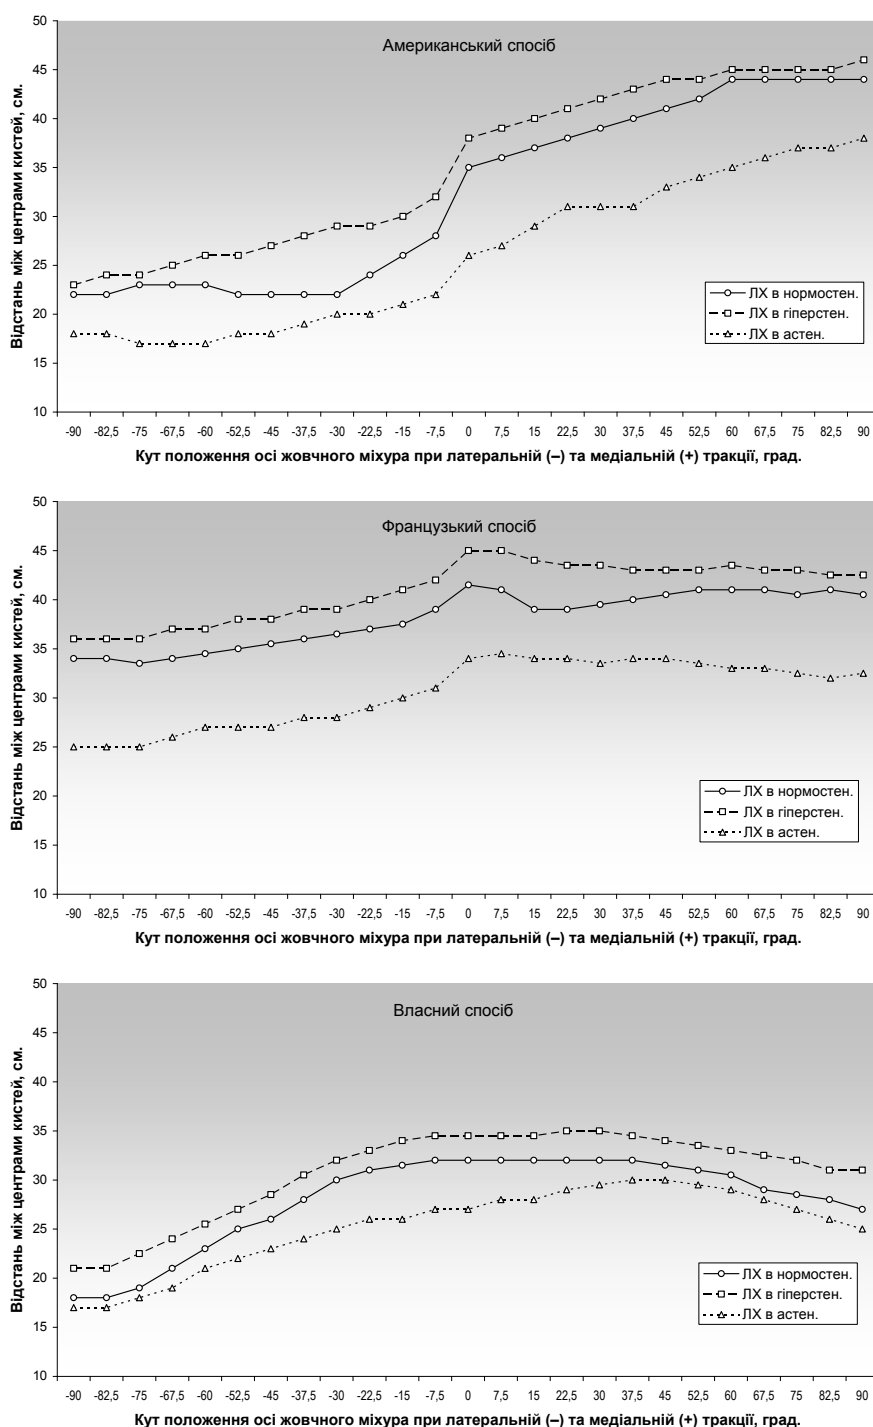 Американський спосіб
Відстань між центрами кистей, см.
50
45
40
35
30
25
20
15
10
ЛХ в нормостен.
ЛХ в гіперстен.
ЛХ в астен.
-90 -82,5 -75 -67,5 -60 -52,5 -45 -37,5 -30 -22,5 -15 -7,5 0 7,5 15 22,5 30 37,5 45 52,5 60 67,5 75 82,5 90
Кут положення осі жовчного міхура при латеральній (–) та медіальній (+) тракції, град.
Французький спосіб
Відстань між центрами кистей, см.
50
45
40
35
30
25
20
15
10
ЛХ в нормостен.
ЛХ в гіперстен.
ЛХ в астен.
-90 -82,5 -75 -67,5 -60 -52,5 -45 -37,5 -30 -22,5 -15 -7,5 0 7,5 15 22,5 30 37,5 45 52,5 60 67,5 75 82,5 90
Кут положення осі жовчного міхура при латеральній (–) та медіальній (+) тракції, град.
Власний спосіб
Відстань між центрами кистей, см.
50
45
40
35
30
25
20
15
10
ЛХ в нормостен.
ЛХ в гіперстен.
ЛХ в астен.
-90 -82,5 -75 -67,5 -60 -52,5 -45 -37,5 -30 -22,5 -15 -7,5 0 7,5 15 22,5 30 37,5 45 52,5 60 67,5 75 82,5 90
Кут положення осі жовчного міхура при латеральній (–) та медіальній (+) тракції, град.